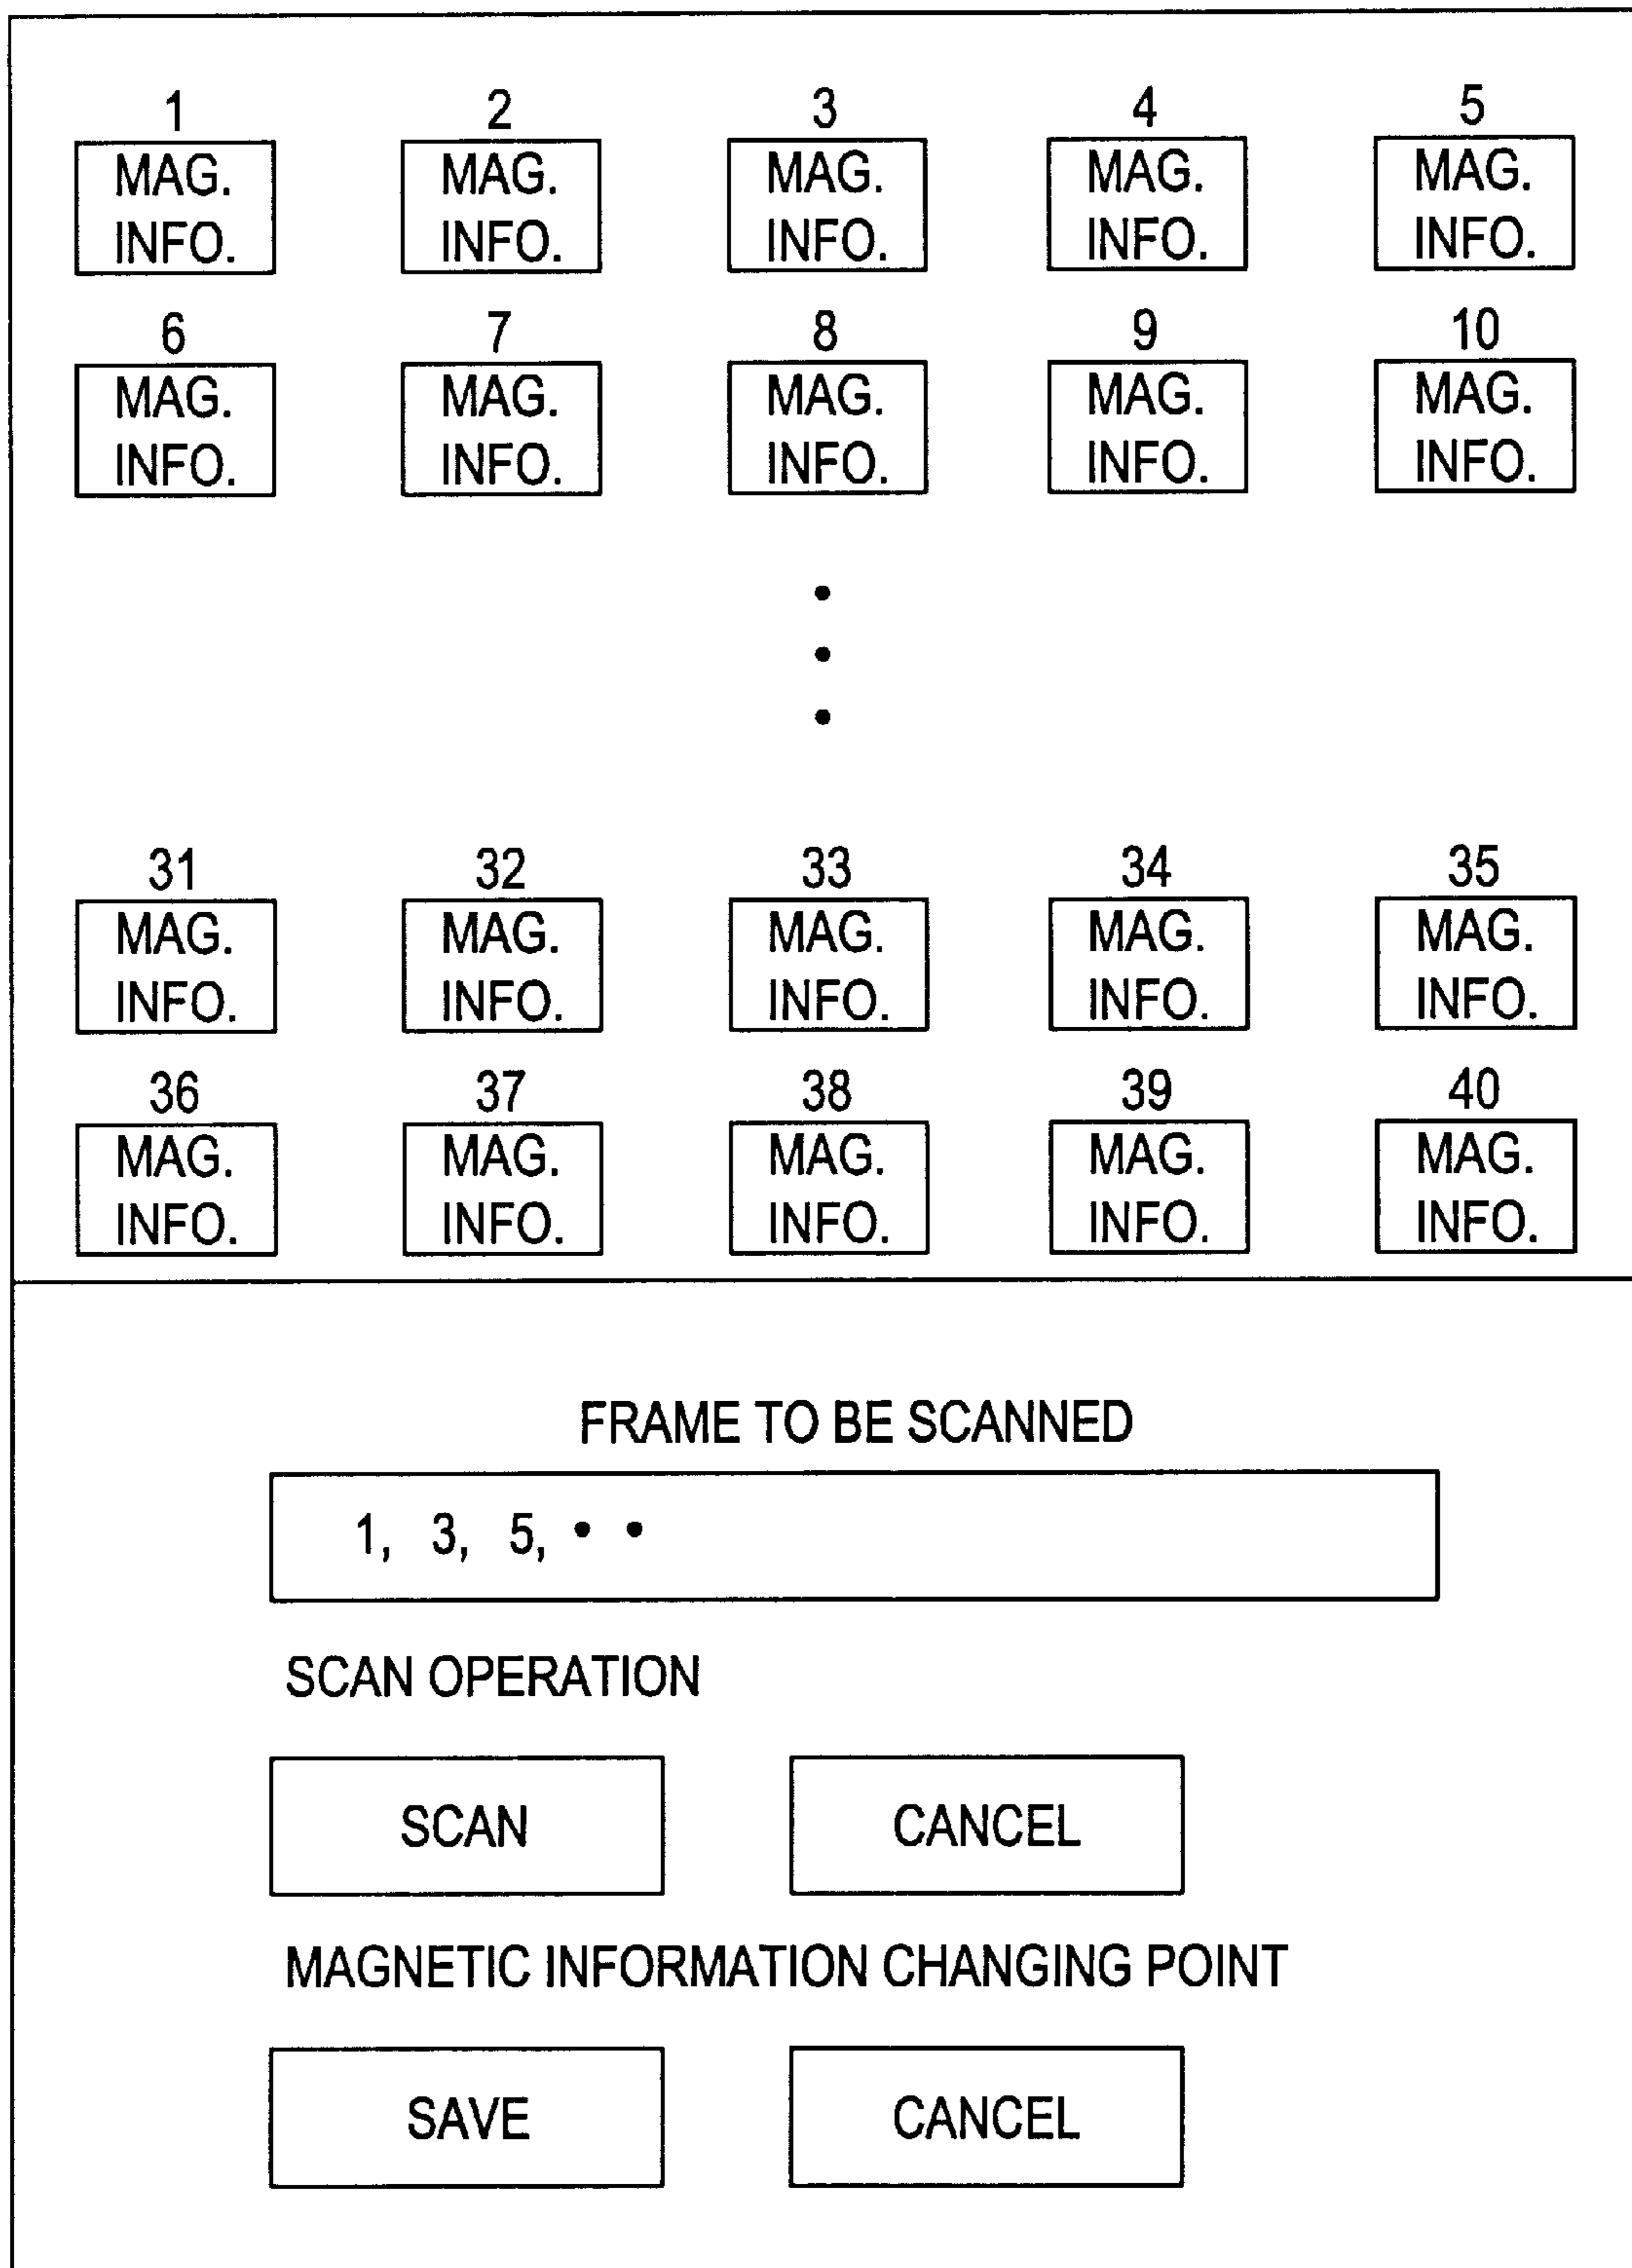 1 2 3 4 5
MAG. MAG. MAG. MAG. MAG.
INFO. INFO. INFO. INFO. INFO.
6 7 8 9 10
MAG. MAG. MAG. MAG. MAG.
INFO. INFO. INFO. INFO. INFO.
31 32 33 34 35
MAG. MAG. MAG. MAG. MAG.
INFO. INFO. INFO. INFO. INFO.
36 37 38 39 40
MAG. MAG. MAG. MAG. MAG.
INFO. INFO. INFO. INFO. INFO.
FRAME TO BE SCANNED
1, 3, 5, • •
SCAN OPERATION
SCAN CANCEL
MAGNETIC INFORMATION CHANGING POINT
SAVE CANCEL